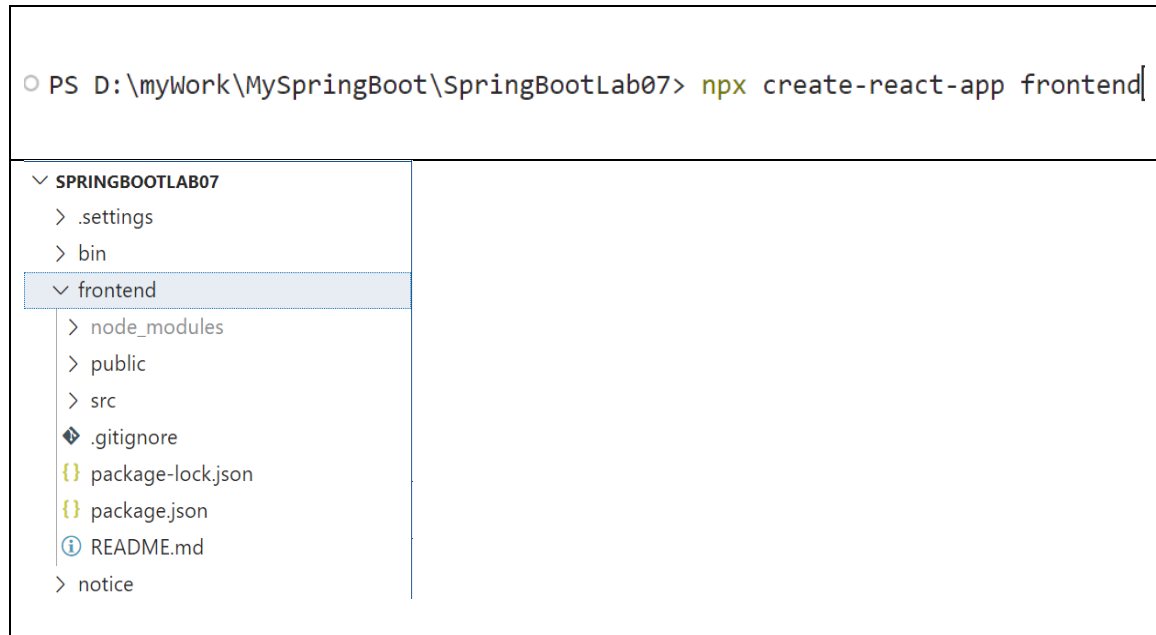 PS D:\myWork\MySpringBoot\SpringBootLab07> npx create-react-app frontend
SPRINGBOOTLAB07
.settings
bin
frontend
node_modules
public
src
.gitignore
package-lock.json
package.json
README.md
notice